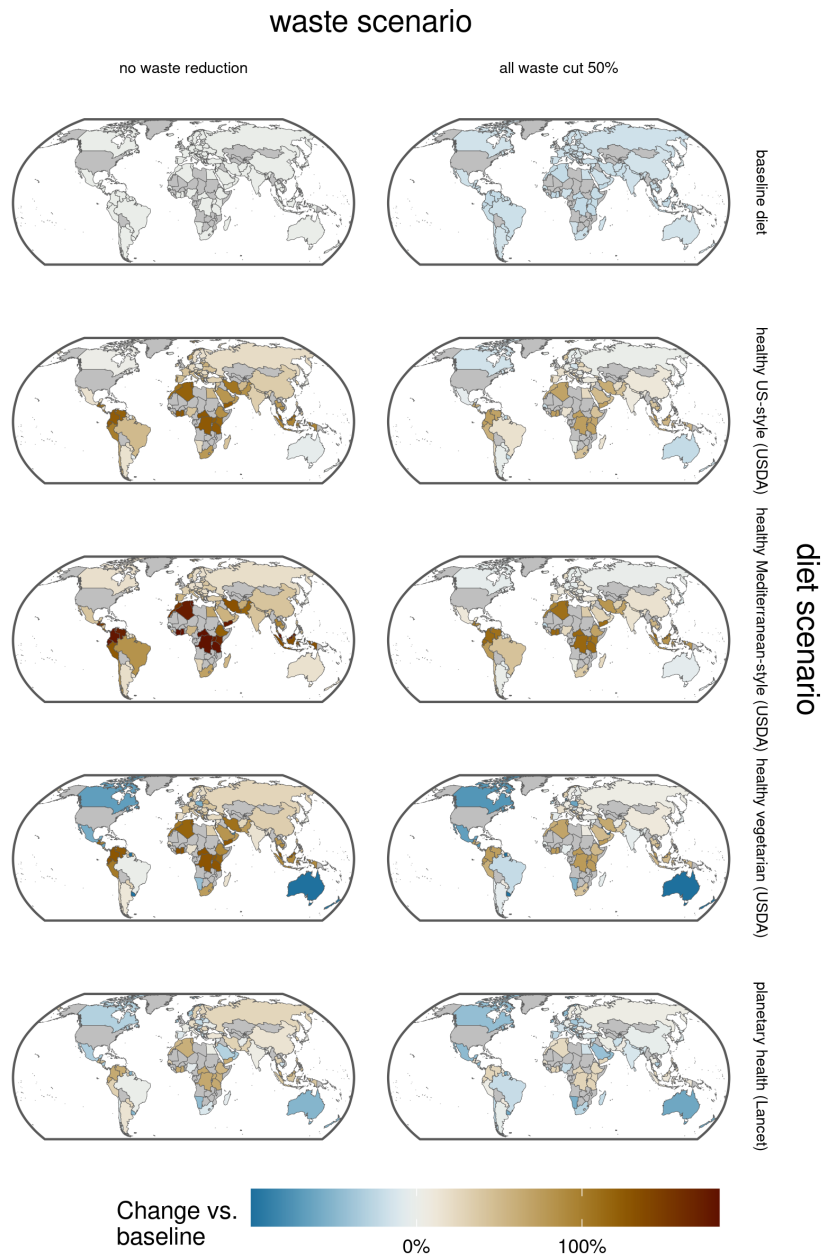 waste scenario
no waste reduction
all waste cut 50%
baseline diet
healthy US-style (USDA)
healthy Mediterranean-style (USDA)
healthy vegetarian (USDA)
planetary health (Lancet)
diet scenario
Change vs.
baseline
0%
100%